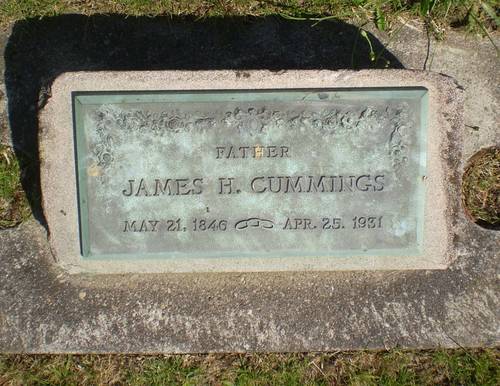 FATHER
JAMES H. CUMMINGS
MAY 21, 1846 APR. 25. 1931